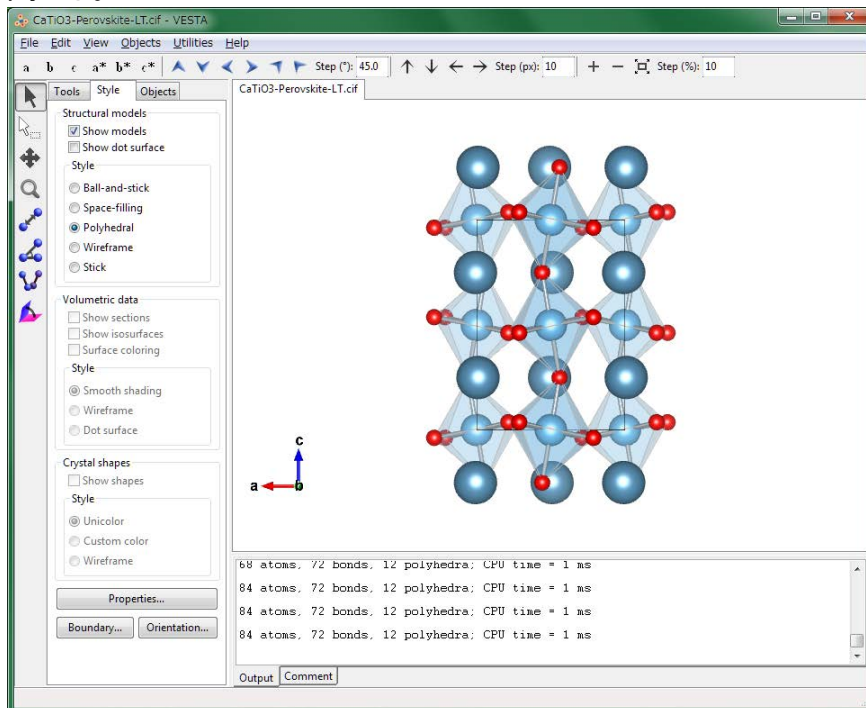 CaTiO3-Perovskite-LT.cif - VESTA
File Edit View Objects Utilities Help
a b c a* b* c* Step (°): 45.0 Step (px): 10 Step (%): 10
Tools Style Objects
CaTiO3-Perovskite-LT.cif
Structural models
Show models
Show dot surface
Style
Ball-and-stick
Space-filling
Polyhedral
Wireframe
Stick
Volumetric data
Show sections
Show isosurfaces
Surface coloring
Style
Smooth shading
Wireframe
Dot surface
Crystal shapes
Show shapes
Style
Unicolor
Custom color
Wireframe
Properties...
Boundary... Orientation...
c
a b
68 atoms, 72 bonds, 12 polyhedra; CPU time = 1 ms
84 atoms, 72 bonds, 12 polyhedra; CPU time = 1 ms
84 atoms, 72 bonds, 12 polyhedra; CPU time = 1 ms
84 atoms, 72 bonds, 12 polyhedra; CPU time = 1 ms
Output Comment